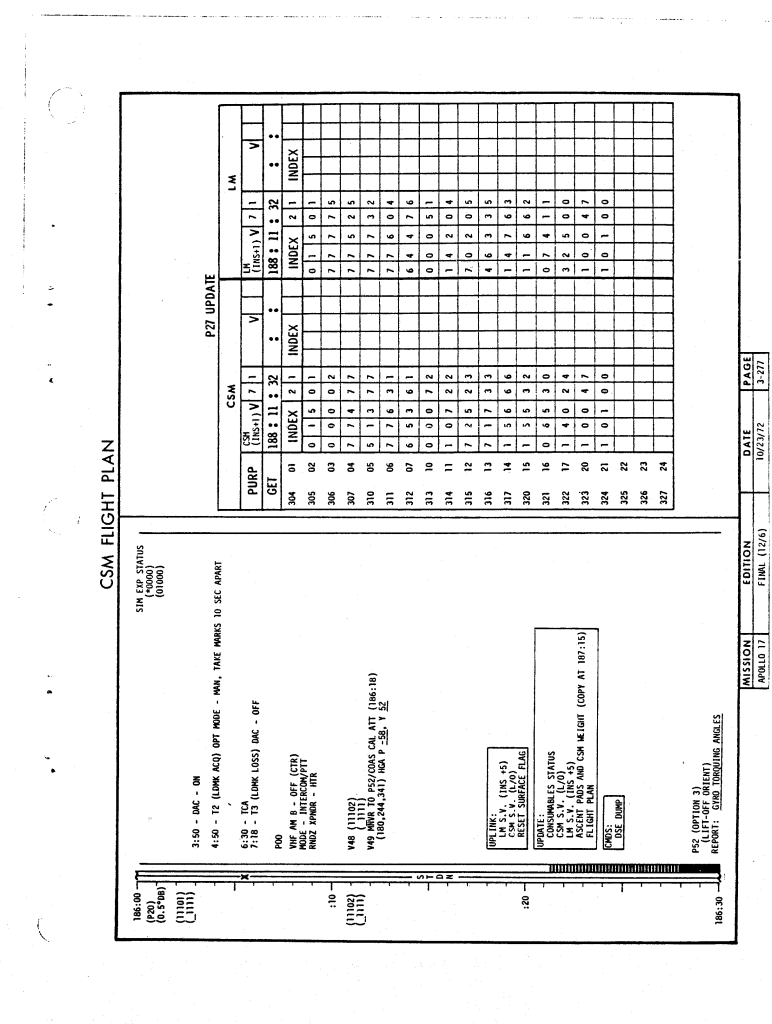 CSM FLIGHT PLAN
186:00
(P20)
(0.5°DB)
(11101)
(_1111)
:10
(11102)
(_1111)
S T D N
:20
186:30
SIM EXP STATUS
(*0000)
(01000)
3:50 - DAC - ON
4:50 - T2 (LDMK ACQ) OPT MODE - MAN, TAKE MARKS 10 SEC APART
6:30 - TCA
7:18 - T3 (LDMK LOSS) DAC - OFF
POO
VHF AM B - OFF (CTR)
MODE - INTERCOM/PTT
RNDZ XPNDR - HTR
V48 (11102)
(_1111)
V49 MNVR TO P52/COAS CAL ATT (186:18)
(180,244,341) HGA P -58, Y 52
UPLINK:
LM S.V. (INS +5)
CSM S.V. (L/O)
RESET SURFACE FLAG
UPDATE:
CONSUMABLES STATUS
CSM S.V. (L/O)
LM S.V. (INS +5)
ASCENT PADS AND CSM WEIGHT (COPY AT 187:15)
FLIGHT PLAN
CMDS:
DSE DUMP
P52 (OPTION 3)
(LIFT-OFF ORIENT)
REPORT: GYRO TORQUING ANGLES
P27 UPDATE
CSM LM
PURP CSM (INS+1) V 7 1 V LM (INS+1) V 7 1 V
GET 188 : 11 : 32 : : 188 : 11 : 32 : :
304 01 INDEX 2 1 INDEX INDEX 2 1 INDEX
305 02 0 1 5 0 1 0 1 5 0 1
306 03 0 0 0 0 2 7 7 7 7 5
307 04 7 7 4 7 7 7 7 5 2 5
310 05 5 1 3 7 7 7 7 7 3 2
311 06 7 7 6 3 1 7 7 6 0 4
312 07 6 5 3 6 1 6 4 4 7 6
313 10 0 0 0 7 2 0 0 0 5 1
314 11 1 0 7 2 2 1 4 2 0 4
315 12 7 2 5 2 3 7 0 2 0 5
316 13 7 1 7 3 3 4 6 3 3 5
317 14 1 5 6 6 6 1 4 7 6 3
320 15 1 5 5 3 2 1 1 6 6 2
321 16 0 6 5 3 0 0 7 4 1 1
322 17 1 4 0 2 4 3 2 5 0 0
323 20 1 0 0 4 7 1 0 0 4 7
324 21 1 0 1 0 0 1 0 1 0 0
325 22
326 23
327 24
MISSION EDITION DATE PAGE
APOLLO 17 FINAL (12/6) 10/23/72 3-277